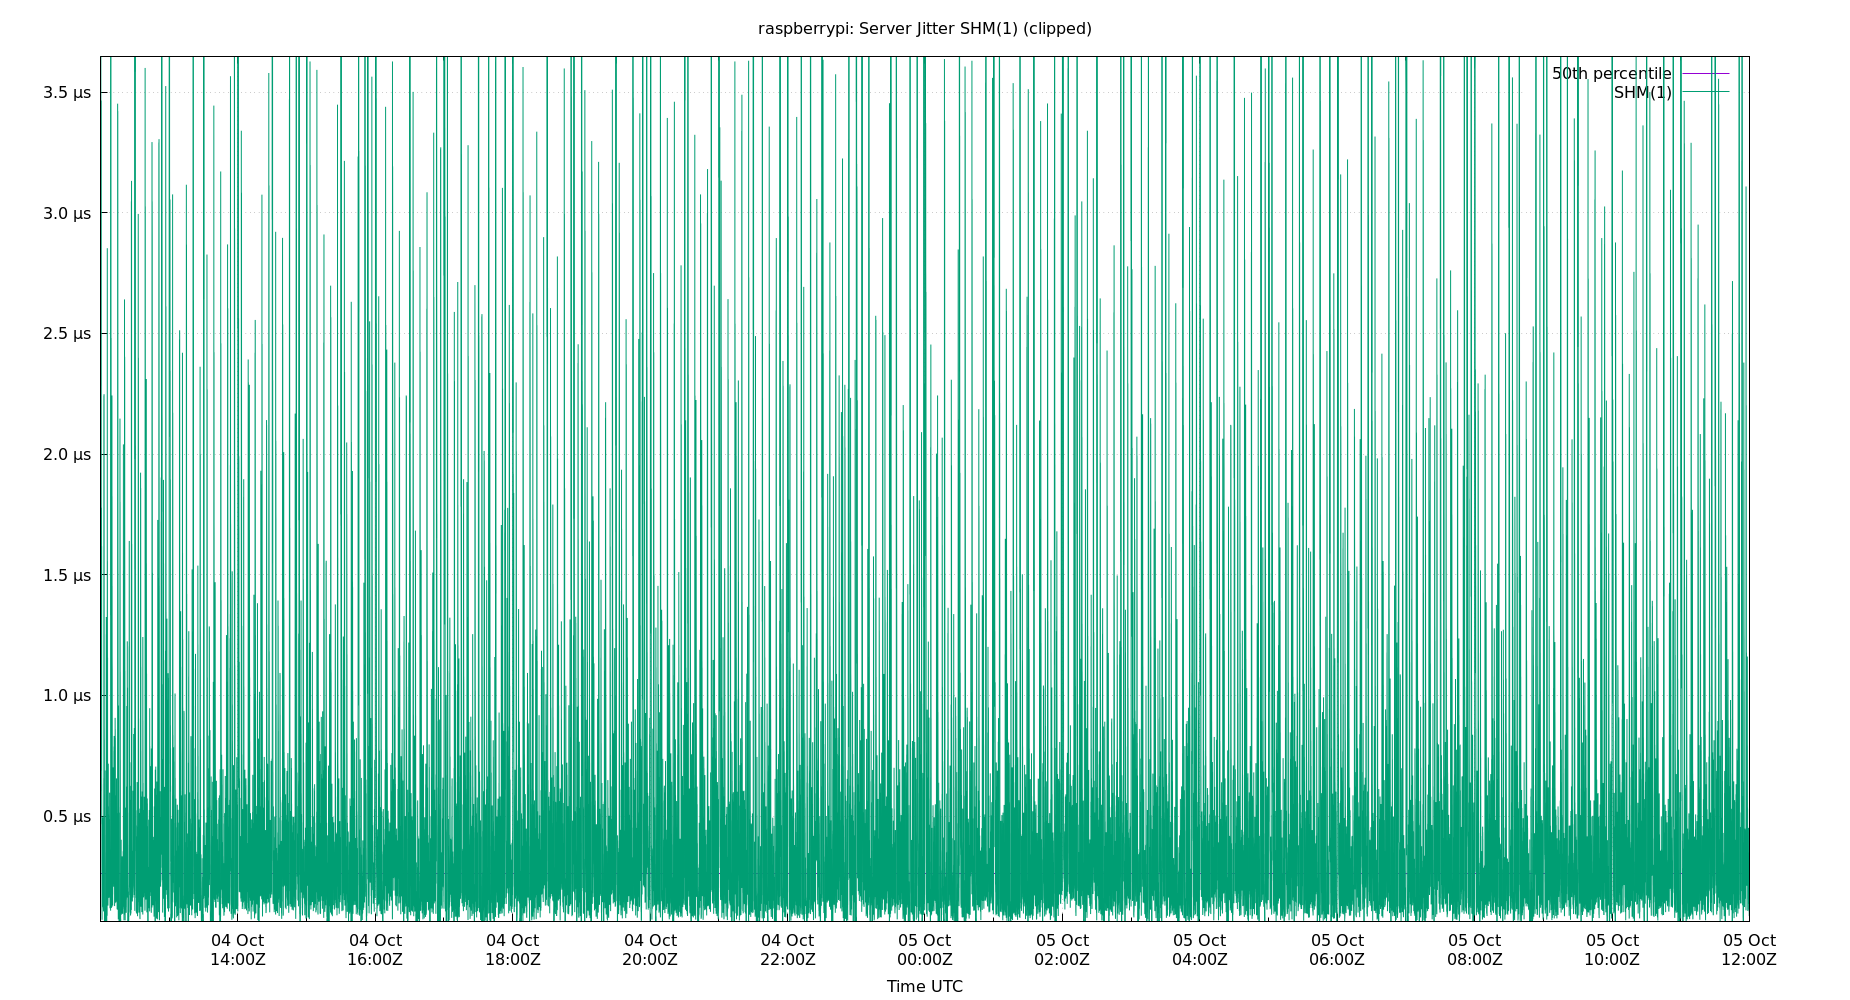 raspberrypi: Server Jitter SHM(1) (clipped)
50th percentile
SHM(1)
3.5 µs
3.0 µs
2.5 µs
2.0 µs
1.5 µs
1.0 µs
0.5 µs
04 Oct 04 Oct 04 Oct 04 Oct 04 Oct 05 Oct 05 Oct 05 Oct 05 Oct 05 Oct 05 Oct 05 Oct
14:00Z 16:00Z 18:00Z 20:00Z 22:00Z 00:00Z 02:00Z 04:00Z 06:00Z 08:00Z 10:00Z 12:00Z
Time UTC